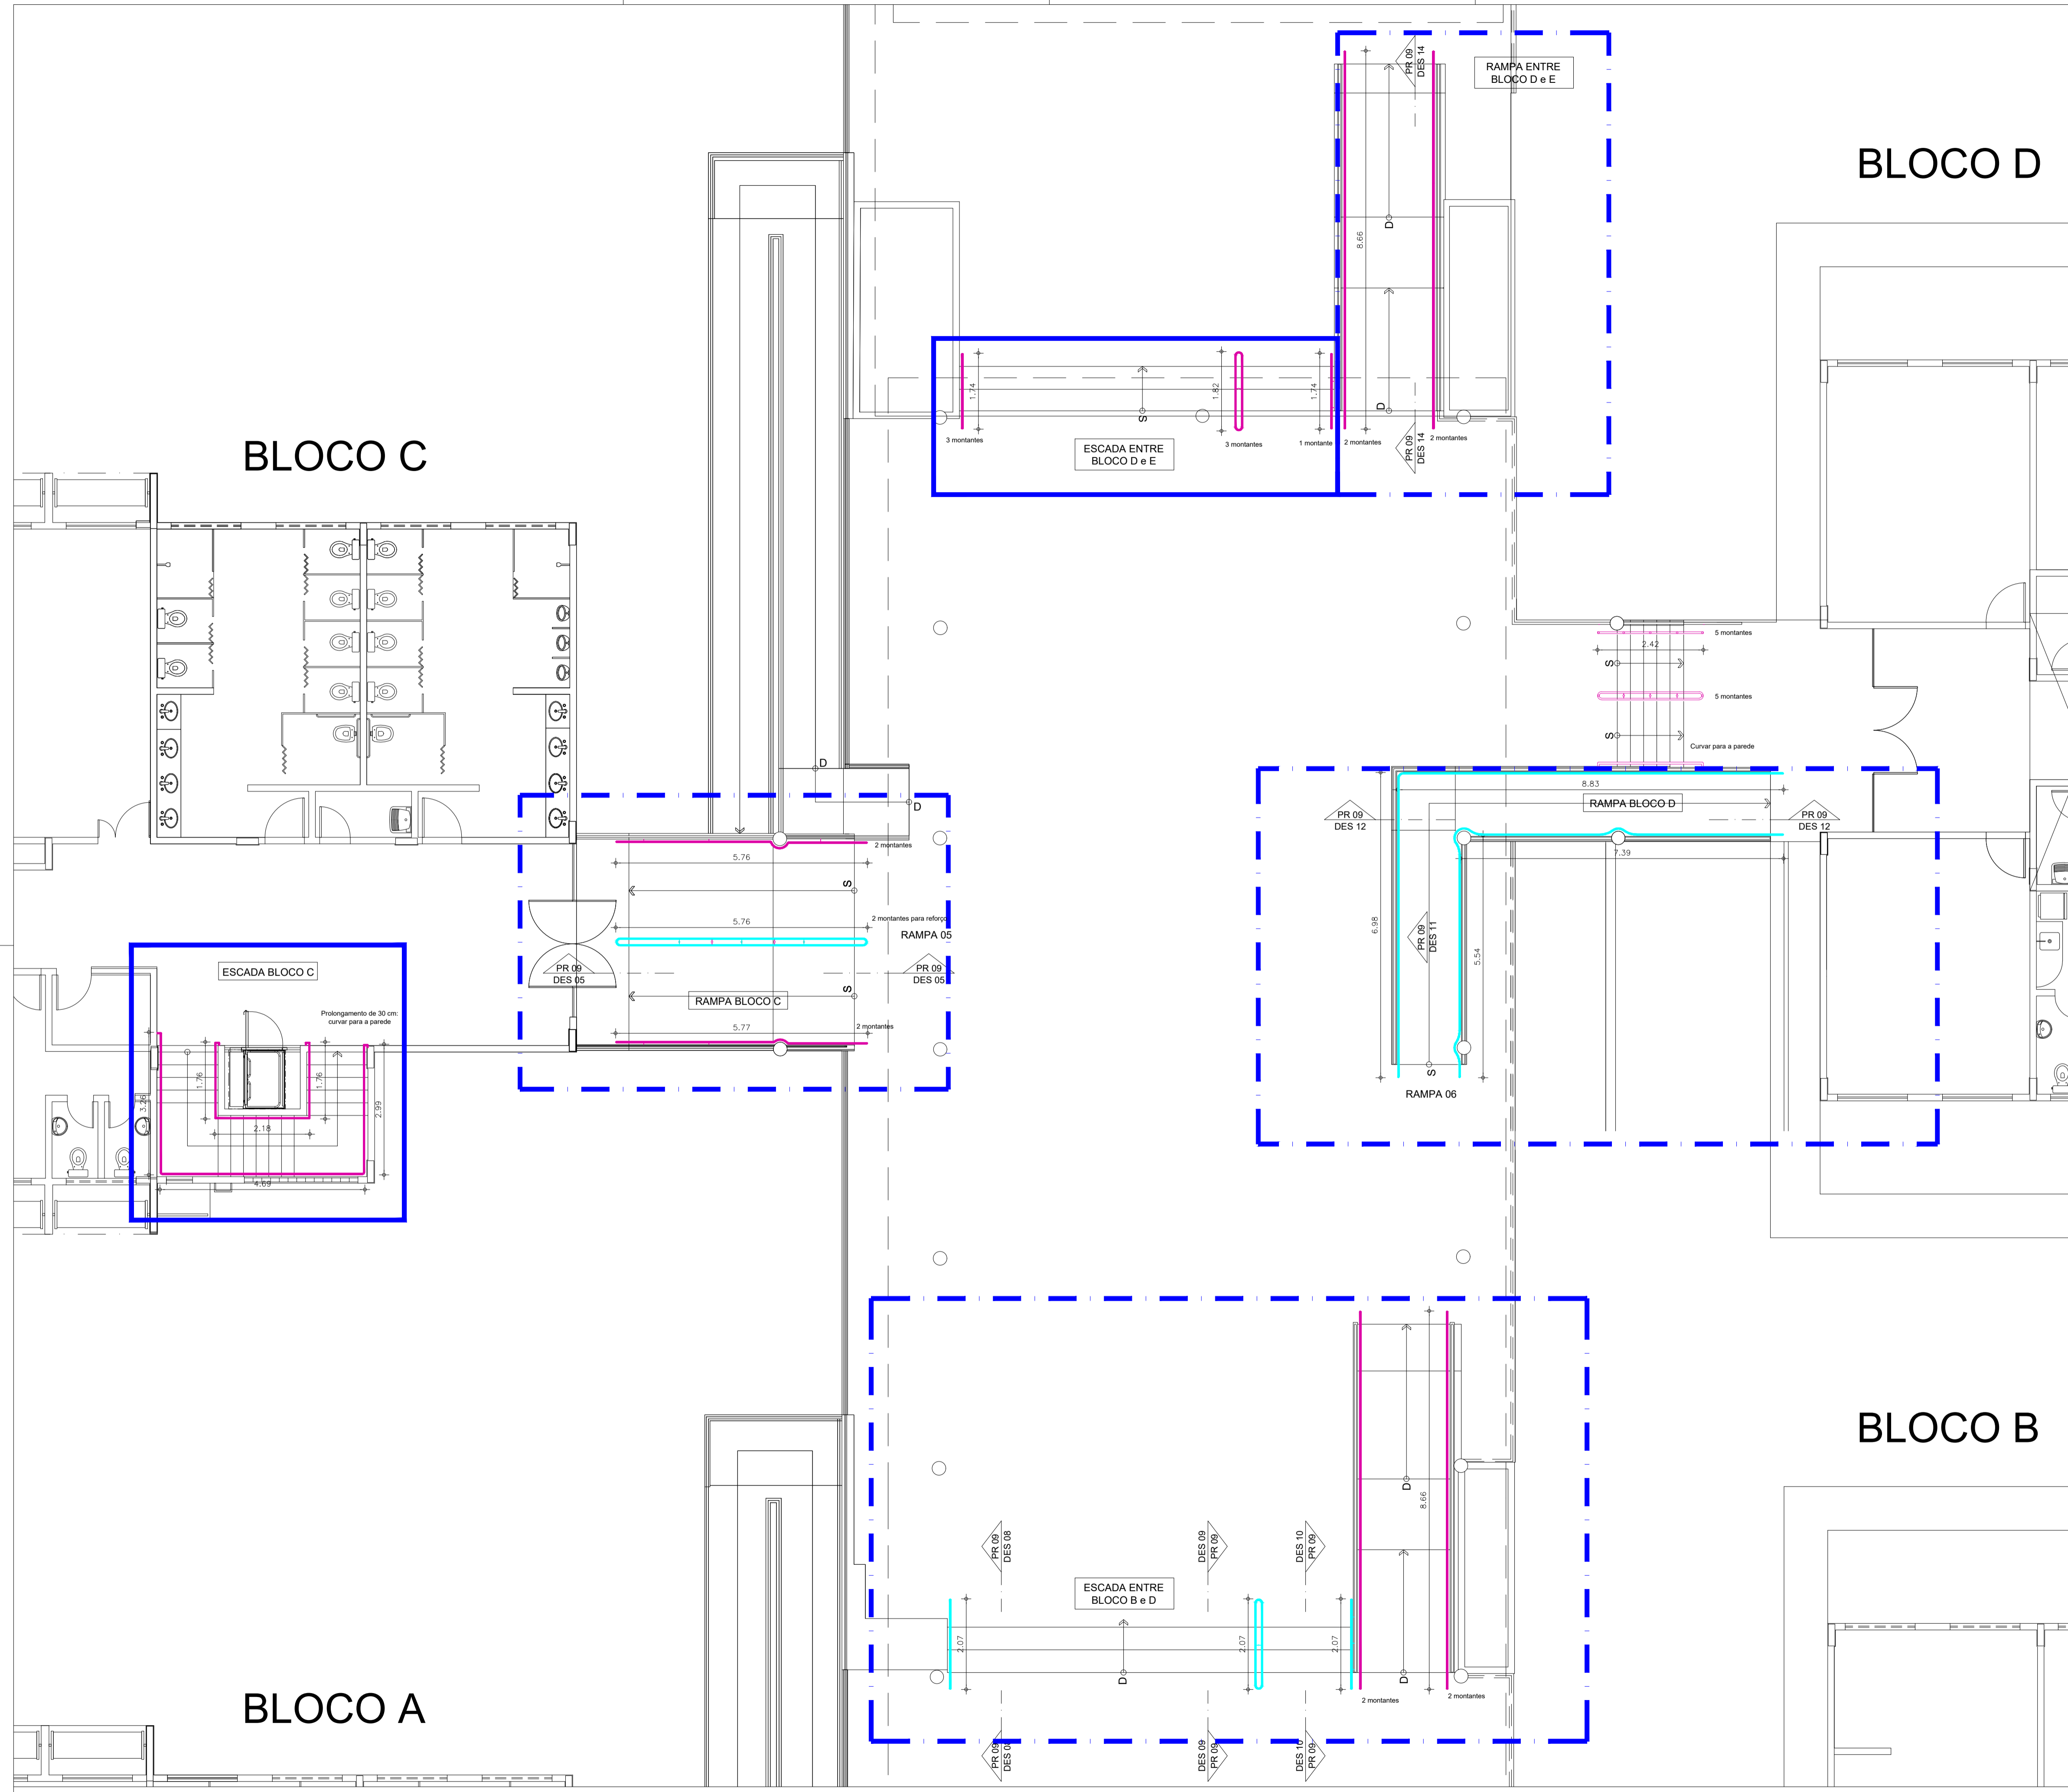 PR 09
DES 14
RAMPA ENTRE
BLOCO D e E
BLOCO D
D
8.66
1.74
S
1.82
1.74
D
3 montantes
3 montantes
1 montante
2 montantes
2 montantes
ESCADA ENTRE
BLOCO D e E
PR 09
DES 14
BLOCO C
5 montantes
2.42
S
5 montantes
S
Curvar para a parede
D
D
8.83
RAMPA BLOCO D
PR 09
DES 12
PR 09
DES 12
7.39
2 montantes
5.76
S
5.76
2 montantes para reforço
RAMPA 05
PR 09
DES 05
PR 09
DES 05
S
RAMPA BLOCO C
5.77
2 montantes
6.98
PR 09
DES 11
5.54
S
RAMPA 06
ESCADA BLOCO C
Prolongamento de 30 cm:
curvar para a parede
1.76
1.76
3.26
2.99
2.18
4.69
BLOCO B
D
8.66
PR 09
DES 08
DES 09
PR 09
DES 10
PR 09
ESCADA ENTRE
BLOCO B e D
2.07
2.07
2.07
D
D
2 montantes
2 montantes
BLOCO A
PR 09
DES 08
DES 09
PR 09
DES 10
PR 09